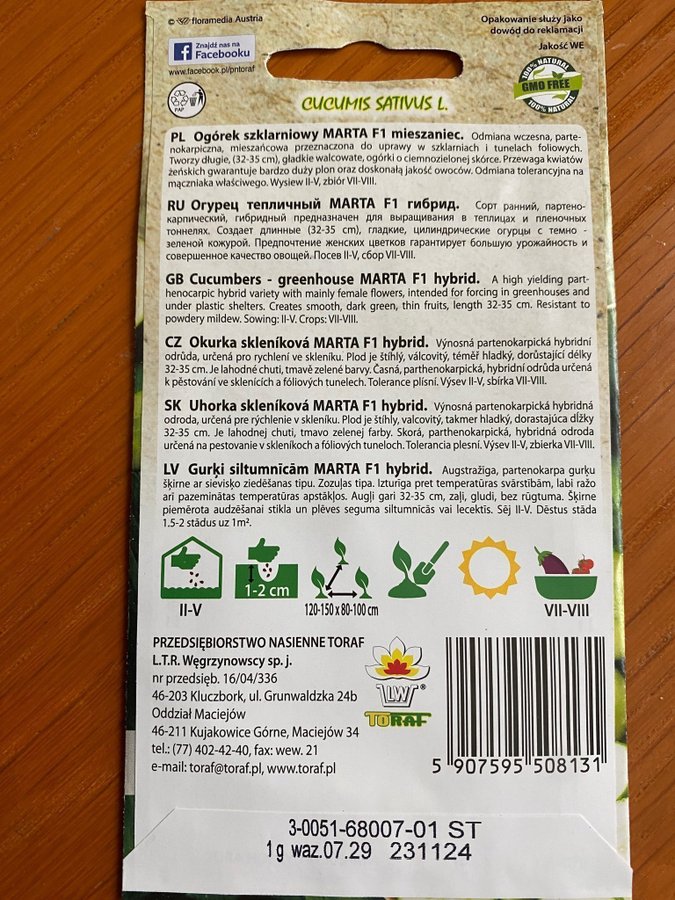 © floramedia Austria
Opakowanie służy jako
dowód do reklamacji
Jakość WE
Znajdź nas na
Facebooku
www.facebook.pl/pntoraf
100% NATURAL
GMO FREE
100% NATURAL
PAP
CUCUMIS SATIVUS L.
PL Ogórek szklarniowy MARTA F1 mieszaniec. Odmiana wczesna, parte-
nokarpiczna, mieszańcowa przeznaczona do uprawy w szklarniach i tunelach foliowych.
Tworzy długie, (32-35 cm), gładkie walcowate, ogórki o ciemnozielonej skórce. Przewaga kwiatów
żeńskich gwarantuje bardzo duży plon oraz doskonała jakość owoców. Odmiana tolerancyjna na
mączniaka właściwego. Wysiew II-V, zbiór VII-VIII.
RU Огурец тепличный MARTA F1 гибрид. Сорт ранний, партено-
карпический, гибридный предназначен для выращивания в теплицах и пленочных
тоннелях. Создает длинные (32-35 cm), гладкие, цилиндрические огурцы с темно -
зеленой кожурой. Предпочтение женских цветков гарантирует большую урожайность и
совершенное качество овощей. Посев II-V, сбор VII-VIII.
GB Cucumbers - greenhouse MARTA F1 hybrid. A high yielding part-
henocarpic hybrid variety with mainly female flowers, intended for forcing in greenhouses and
under plastic shelters. Creates smooth, dark green, thin fruits, length 32-35 cm. Resistant to
powdery mildew. Sowing: II-V. Crops: VII-VIII.
CZ Okurka skleníková MARTA F1 hybrid. Výnosná partenokarpická hybridní
odrůda, určená pro rychlení ve skleníku. Plod je štíhlý, válcovitý, téměř hladký, dorůstající délky
32-35 cm. Je lahodné chuti, tmavě zelené barvy. Časná, parthenokarpická, hybridní odrůda určená
k pěstování ve sklenících a fóliových tunelech. Tolerance plísní. Výsev II-V, sbírka VII-VIII.
SK Uhorka skleníková MARTA F1 hybrid. Výnosná partenokarpická hybridná
odroda, určená pre rýchlenie v skleníku. Plod je štíhly, valcovitý, takmer hladký, dorastajúca dĺžky
32-35 cm. Je lahodnej chuti, tmavo zelenej farby. Skorá, parthenokarpická, hybridná odroda
určená na pestovanie v skleníkoch a fóliových tuneloch. Tolerancia plesní. Výsev II-V, zbierka VII-VIII.
LV Gurķi siltumnīcām MARTA F1 hybrid. Augstražīga, partenokarpa gurķu
šķirne ar sievišķo ziedēšanas tipu. Zozuļas tipa. Izturīga pret temperatūras svārstībām, labi ražo
arī pazeminātas temperatūras apstākļos. Augļi gari 32-35 cm, zaļi, gludi, bez rūgtuma. Šķirne
piemērota audzēšanai stikla un plēves seguma siltumnīcās vai lecektīs. Sēj II-V. Dēstus stāda
1.5-2 stādus uz 1m².
1-2 cm
II-V
120-150 x 80-100 cm
VII-VIII
PRZEDSIĘBIORSTWO NASIENNE TORAF
L.T.R. Węgrzynowscy sp. j.
nr przedsięb. 16/04/336
46-203 Kluczbork, ul. Grunwaldzka 24b
Oddział Maciejów
46-211 Kujakowice Górne, Maciejów 34
tel.: (77) 402-42-40, fax: wew. 21
e-mail: toraf@toraf.pl, www.toraf.pl
LW ®
TORAF
5 907595 508131
3-0051-68007-01 ST
1g waz.07.29 231124